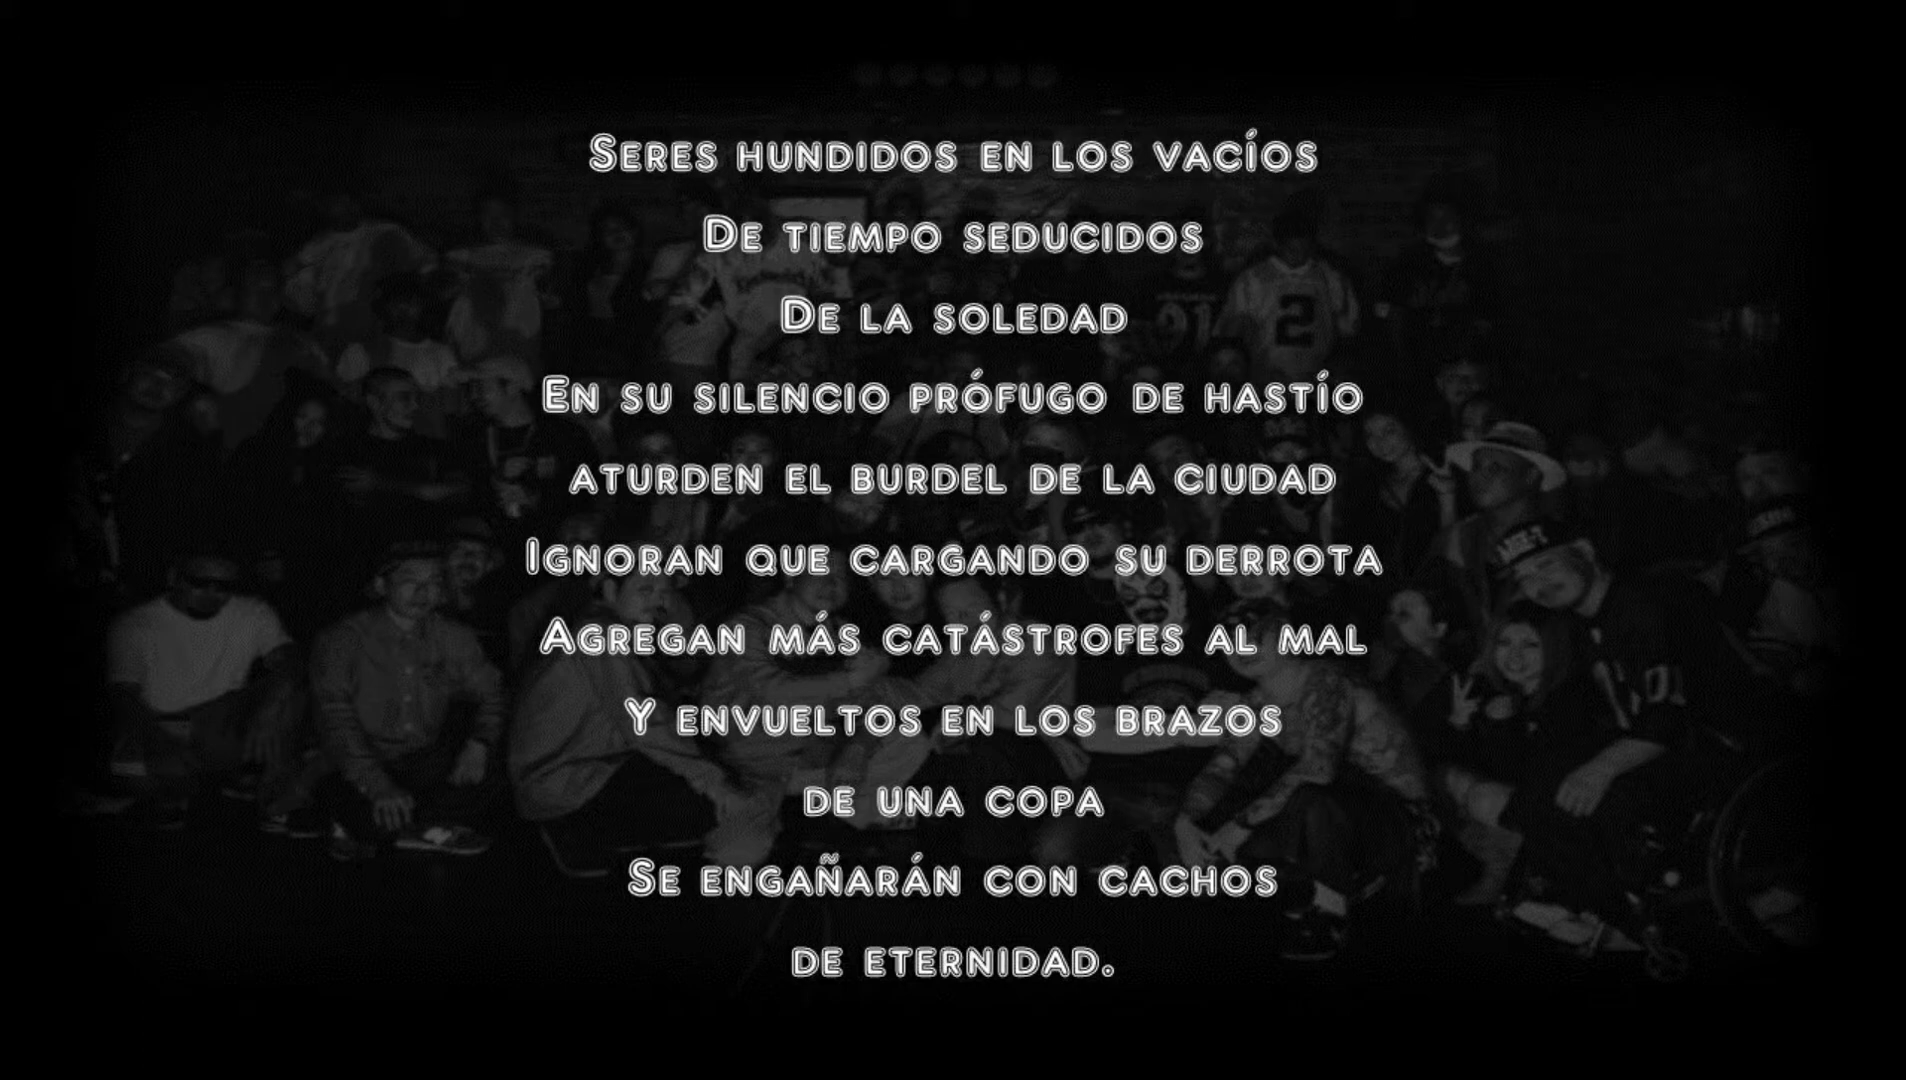 Seres hundidos en los vacíos
De tiempo seducidos
De la soledad
En su silencio prófugo de hastío
aturden el burdel de la ciudad
Ignoran que cargando su derrota
Agregan más catástrofes al mal
Y envueltos en los brazos
de una copa
Se engañarán con cachos
de eternidad.
2